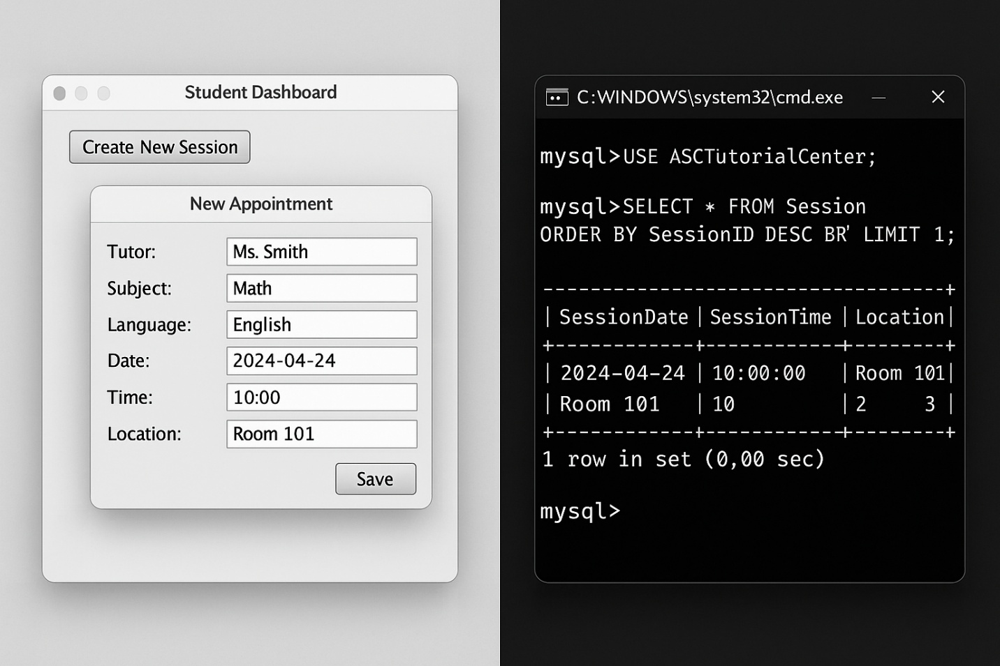 Student Dashboard
Create New Session
New Appointment
Tutor: Ms. Smith
Subject: Math
Language: English
Date: 2024-04-24
Time: 10:00
Location: Room 101
Save
C:WINDOWS\system32\cmd.exe
mysql>USE ASCTutorialCenter;
mysql>SELECT * FROM Session
ORDER BY SessionID DESC BR' LIMIT 1;
-----------------------------------+
| SessionDate | SessionTime | Location|
+------------+------------+--------+
| 2024-04-24 | 10:00:00 | Room 101|
| Room 101 | 10 | 2 3 |
+------------+------------+--------+
1 row in set (0,00 sec)
mysql>